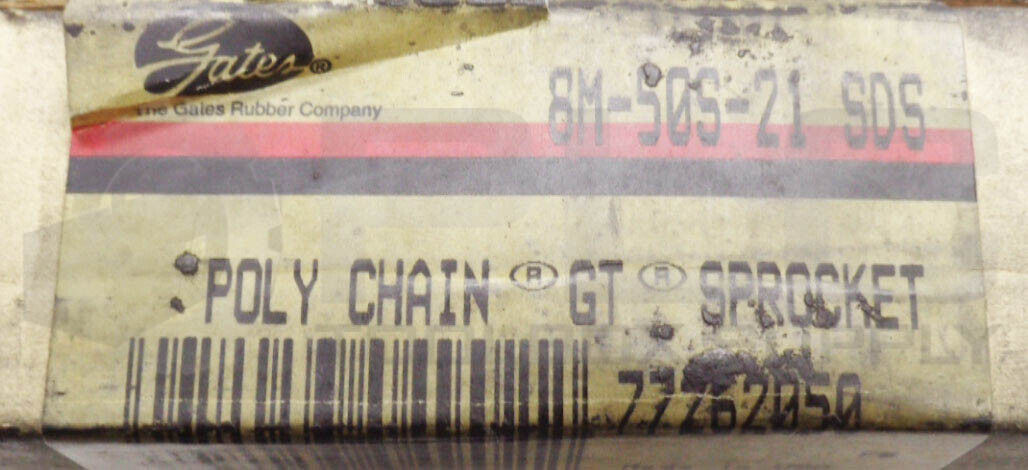 Gates®
The Gates Rubber Company
8M-50S-21 SDS
POLY CHAIN ® GT ® SPROCKET
77262050